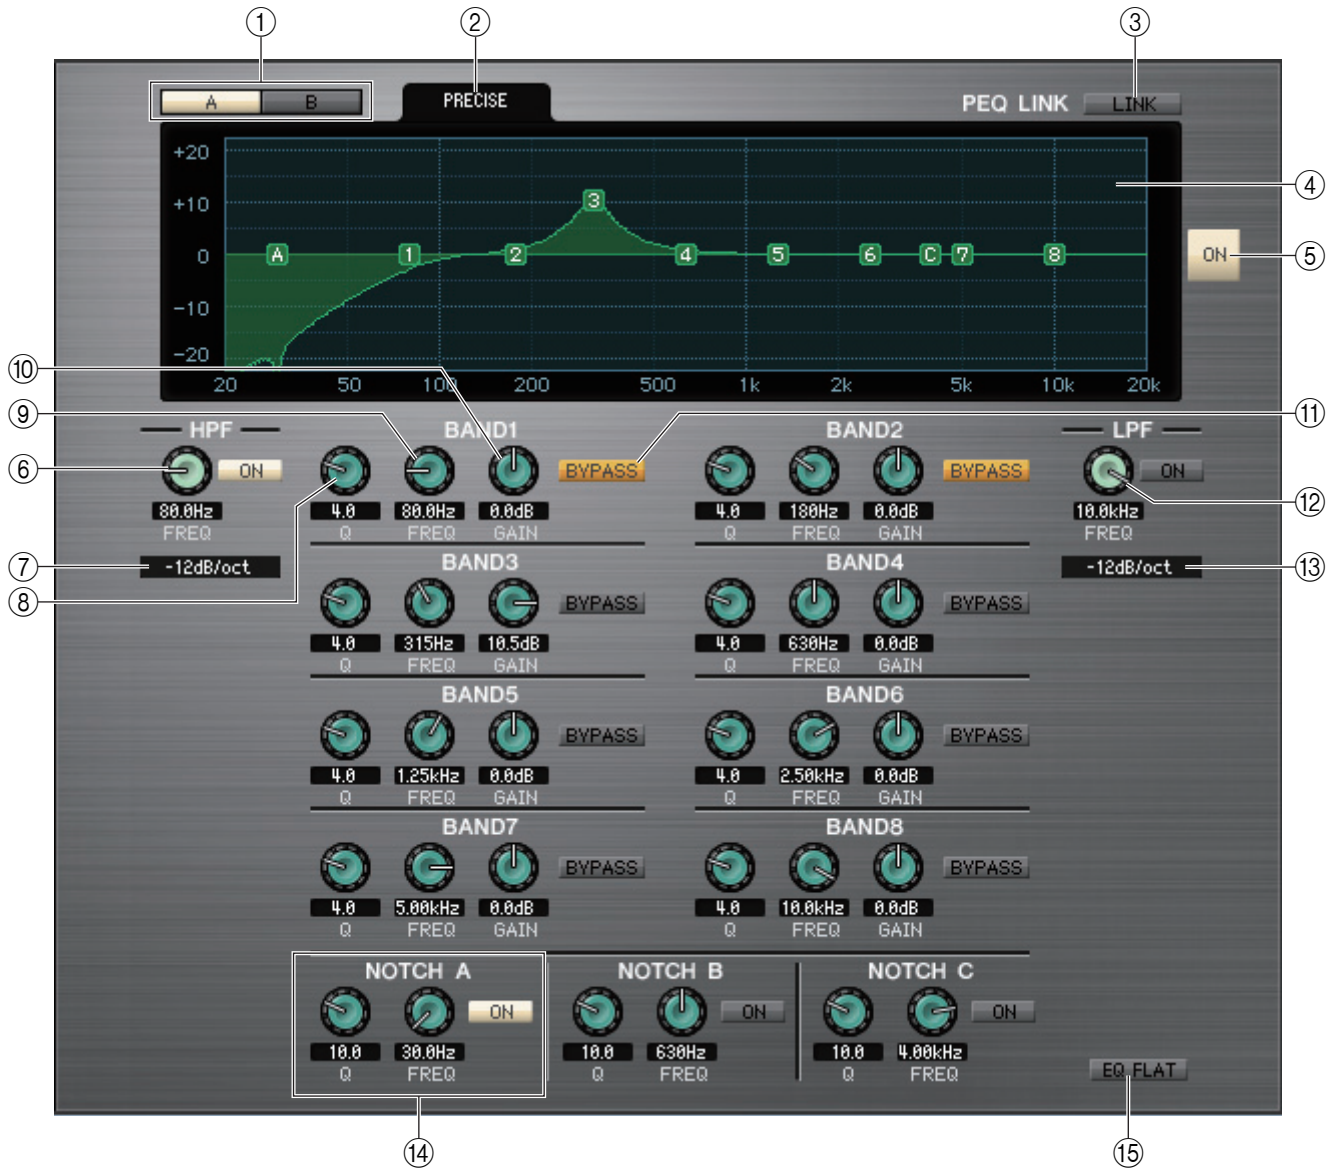 ① ② ③
A B PRECISE PEQ LINK LINK
+20
+10
0
-10
-20
A 1 2 3 4 5 6 C 7 8
④
ON ⑤
20 50 100 200 500 1k 2k 5k 10k 20k
⑩
⑨
⑪
HPF BAND1 BAND2 LPF
⑥ ON BYPASS BYPASS ON
⑫
80.0Hz 4.0 80.0Hz 0.0dB 4.0 180Hz 0.0dB 10.0kHz
FREQ Q FREQ GAIN Q FREQ GAIN FREQ
⑦ -12dB/oct BAND3 BAND4 -12dB/oct ⑬
⑧
BYPASS BYPASS
4.0 315Hz 10.5dB 4.0 630Hz 0.0dB
Q FREQ GAIN Q FREQ GAIN
BAND5 BAND6
BYPASS BYPASS
4.0 1.25kHz 0.0dB 4.0 2.50kHz 0.0dB
Q FREQ GAIN Q FREQ GAIN
BAND7 BAND8
BYPASS BYPASS
4.0 5.00kHz 0.0dB 4.0 10.0kHz 0.0dB
Q FREQ GAIN Q FREQ GAIN
NOTCH A NOTCH B NOTCH C
ON ON ON
10.0 30.0Hz 10.0 630Hz 10.0 4.00kHz
Q FREQ Q FREQ Q FREQ
EQ FLAT
⑭ ⑮